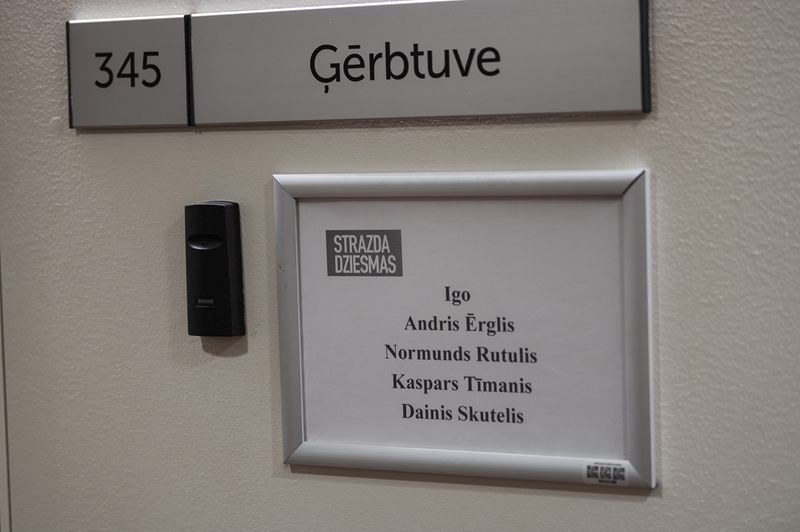 345 Ģērbtuve
STRAZDA
DZIESMAS
Igo
Andris Ērglis
Normunds Rutulis
Kaspars Tīmanis
Dainis Skutelis